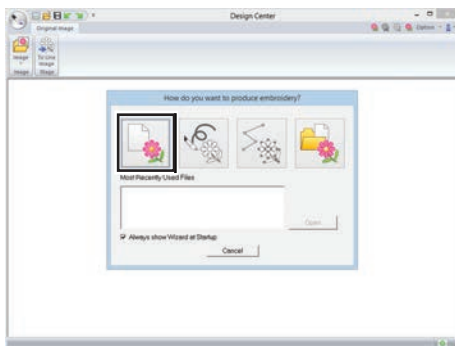 Design Center
Original Image
Option
Image
To Line
Image
Image
Stage
How do you want to produce embroidery?
Most Recently Used Files
Open
Always show Wizard at Startup
Cancel